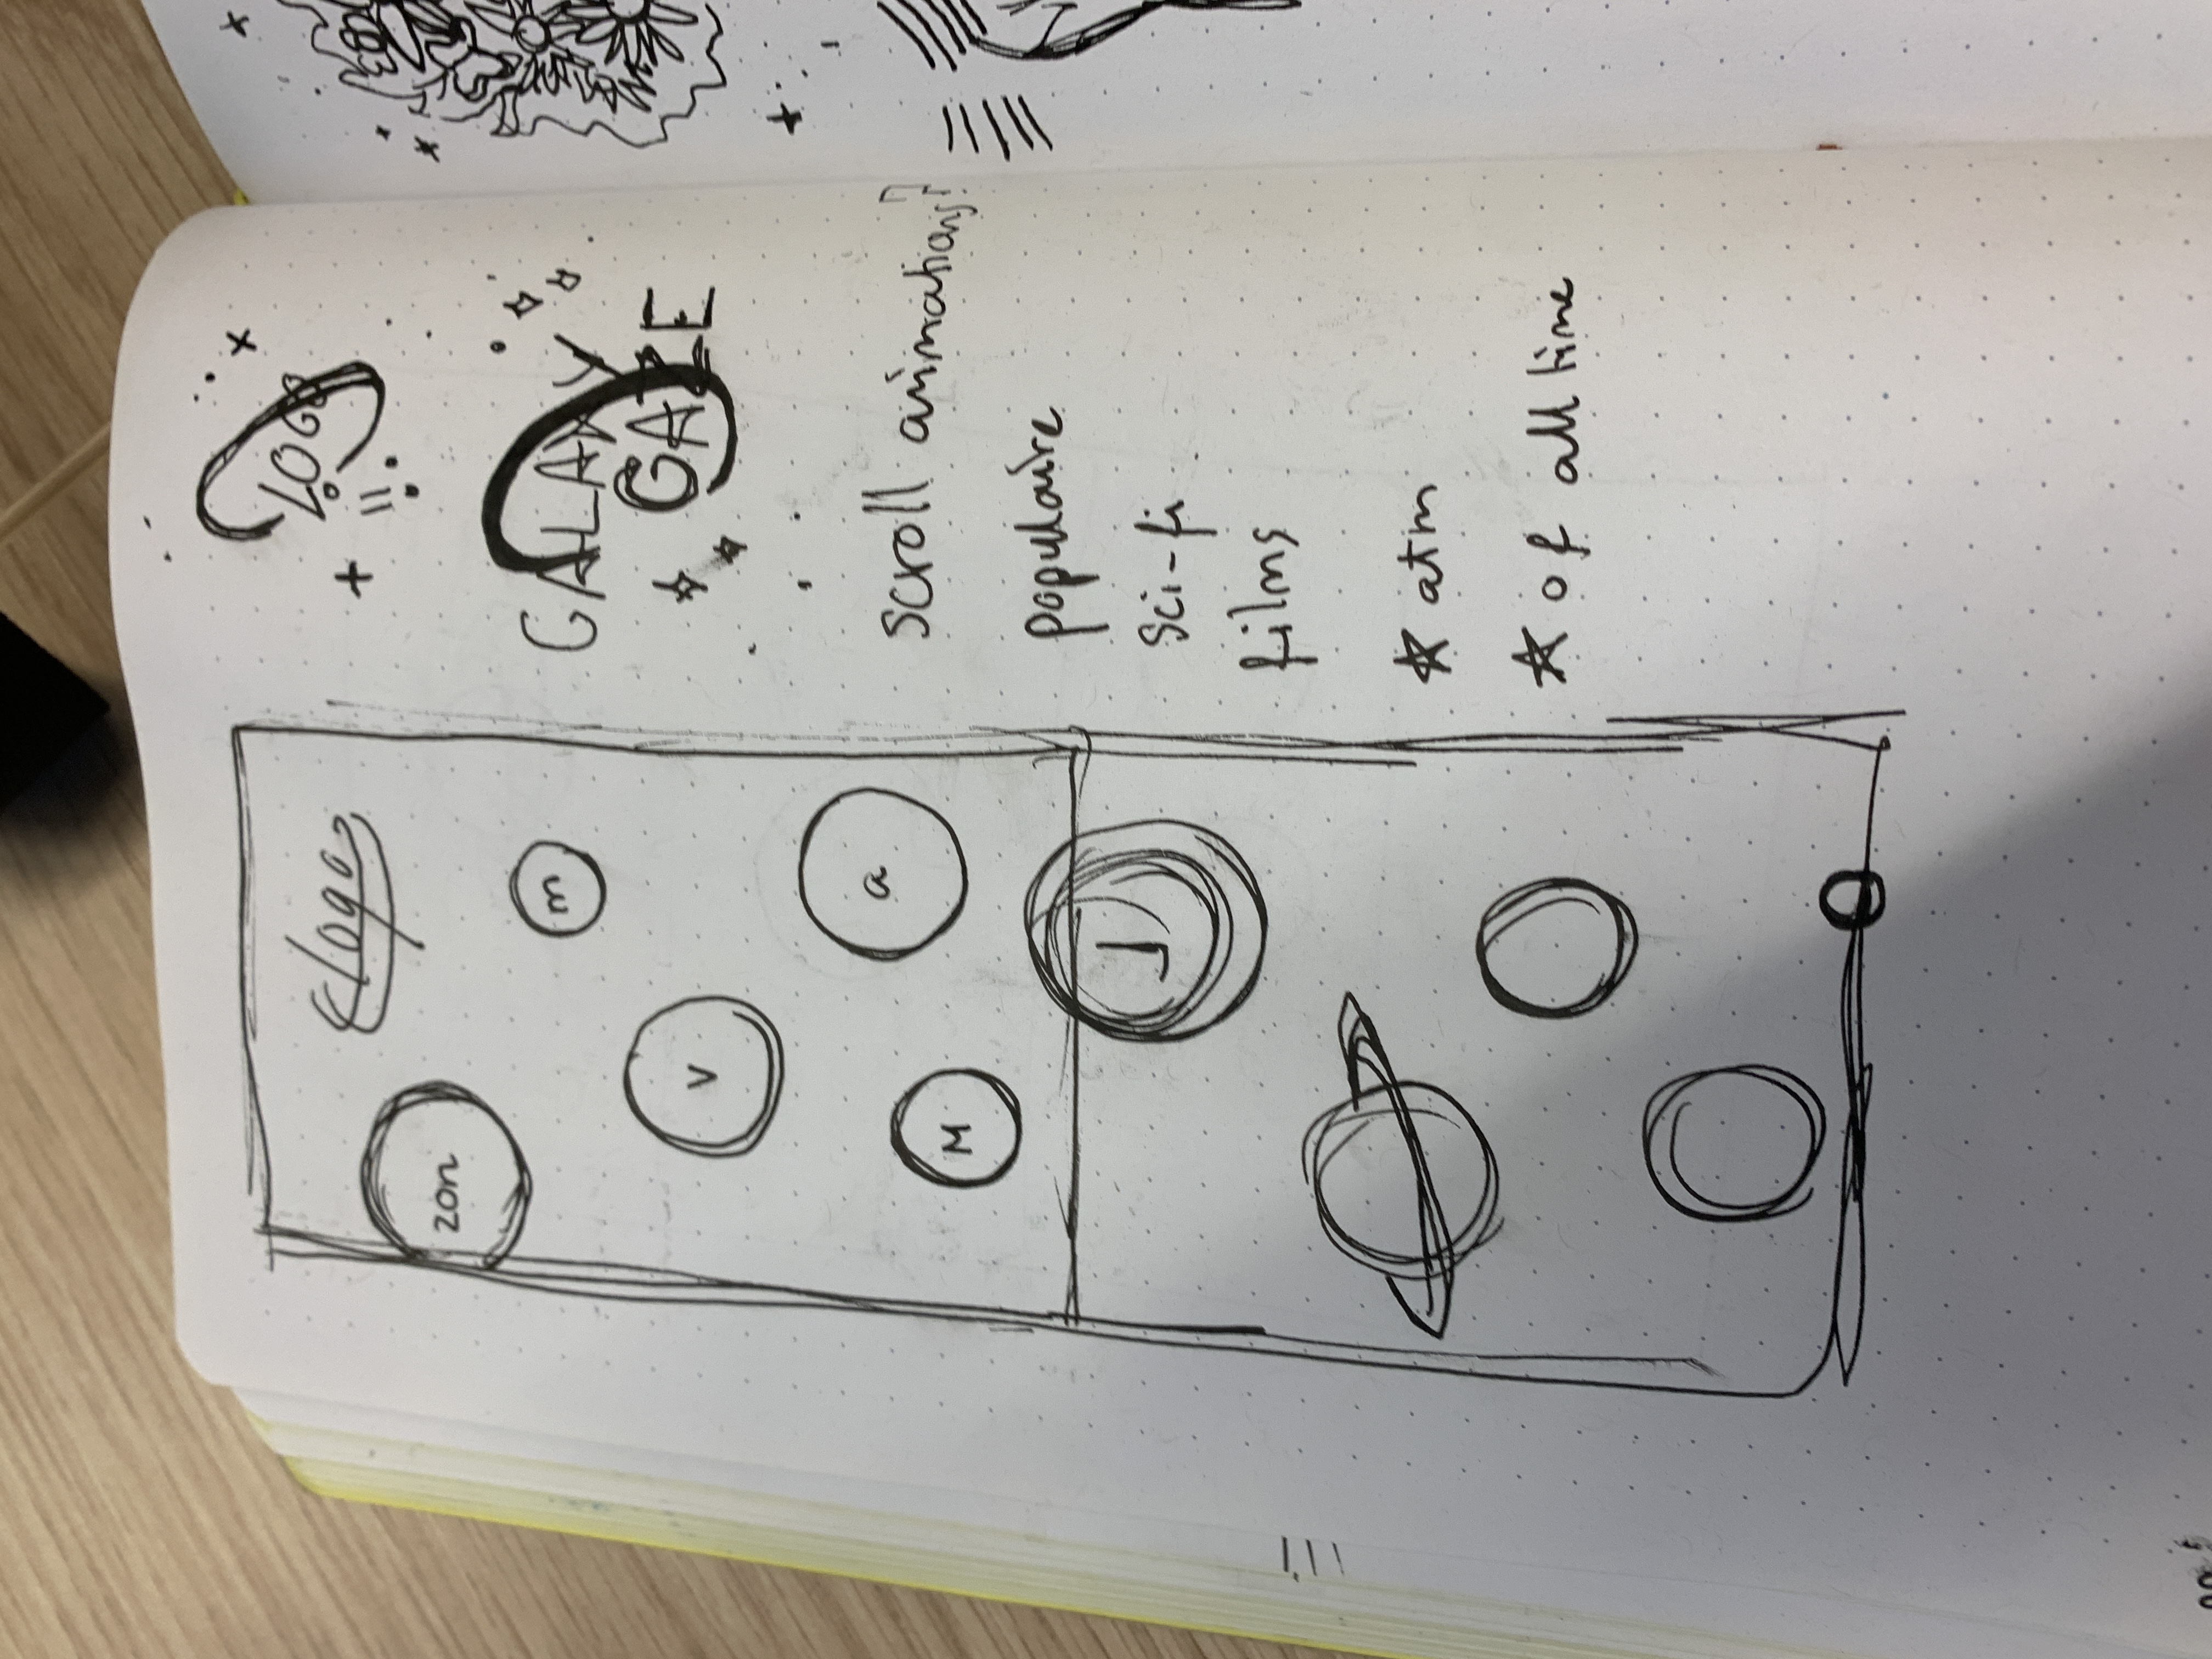 logo
zon
m
V
a
M
J
LOGO
GALAXY
GAZE
scroll animations?
populaire
sci-fi
films
atm
of all time